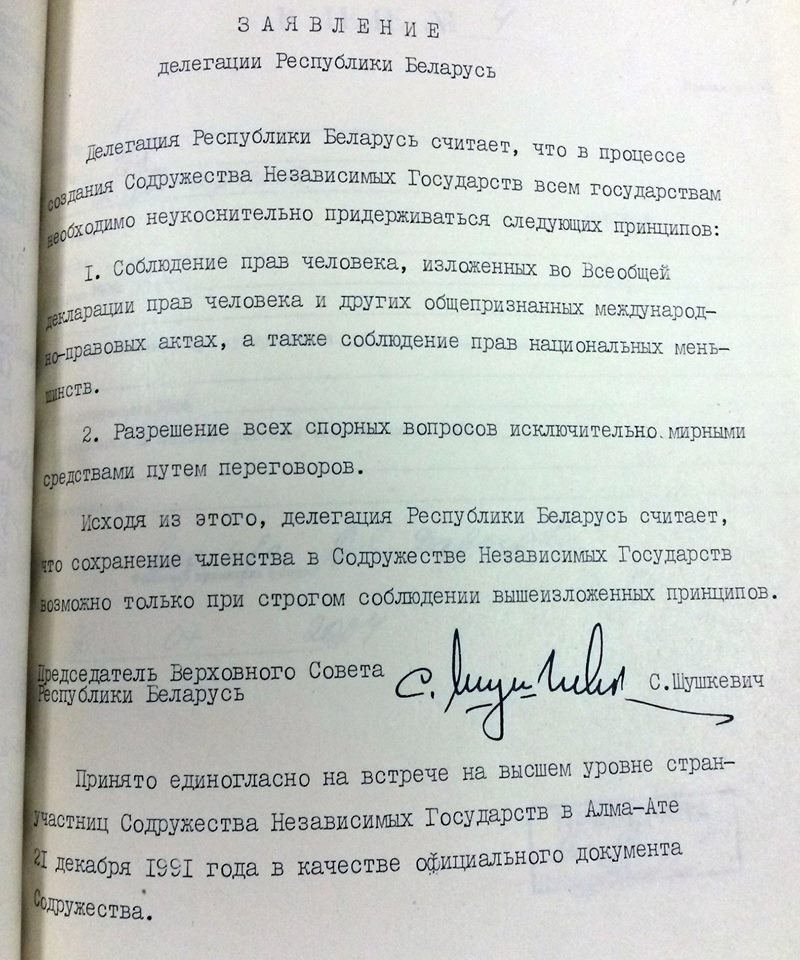 ЗАЯВЛЕНИЕ
делегации Республики Беларусь
Делегация Республики Беларусь считает, что в процессе
создания Содружества Независимых Государств всем государствам
необходимо неукоснительно придерживаться следующих принципов:
1. Соблюдение прав человека, изложенных во Всеобщей
декларации прав человека и других общепризнанных международ-
но-правовых актах, а также соблюдение прав национальных мень-
шинств.
2. Разрешение всех спорных вопросов исключительно мирными
средствами путем переговоров.
Исходя из этого, делегация Республики Беларусь считает,
что сохранение членства в Содружестве Независимых Государств
возможно только при строгом соблюдении вышеизложенных принципов.
Председатель Верховного Совета
Республики Беларусь
С. Шушкевич С.Шушкевич
Принято единогласно на встрече на высшем уровне стран-
участниц Содружества Независимых Государств в Алма-Ате
21 декабря 1991 года в качестве официального документа
Содружества.